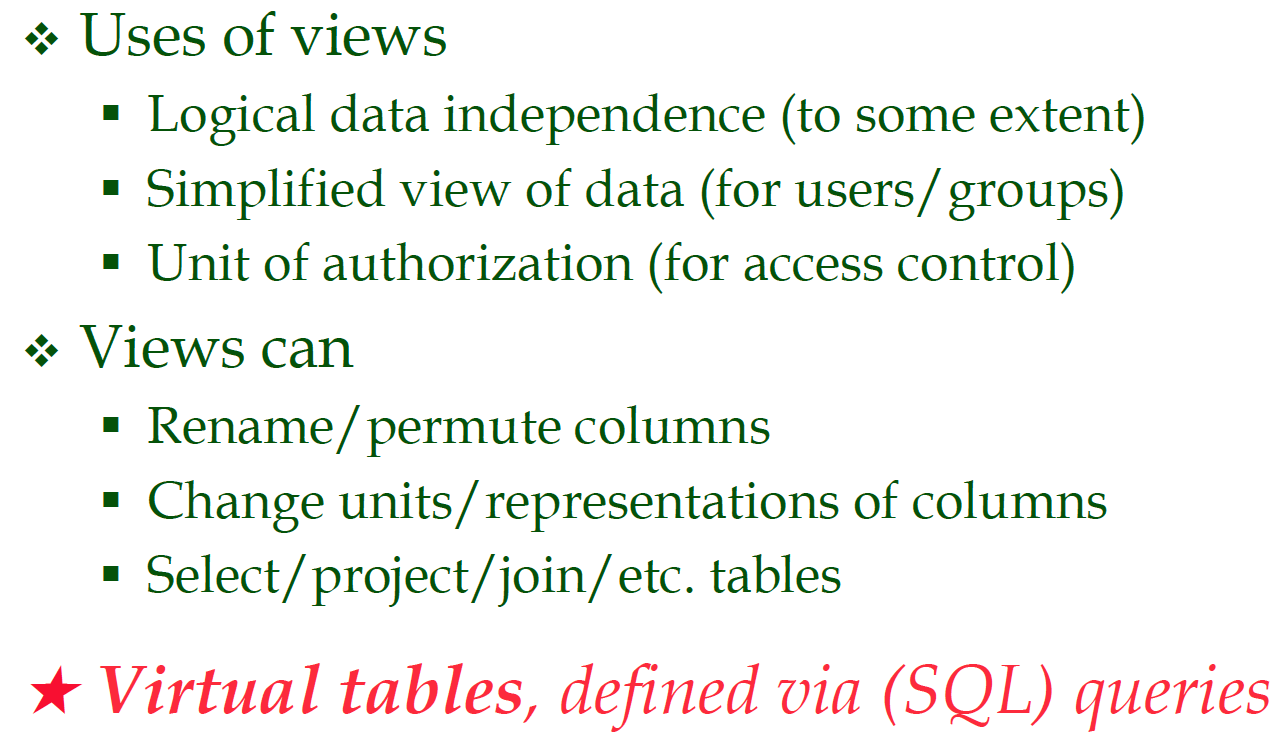 ❖ Uses of views
▪ Logical data independence (to some extent)
▪ Simplified view of data (for users/groups)
▪ Unit of authorization (for access control)
❖ Views can
▪ Rename/permute columns
▪ Change units/representations of columns
▪ Select/project/join/etc. tables
★ Virtual tables, defined via (SQL) queries